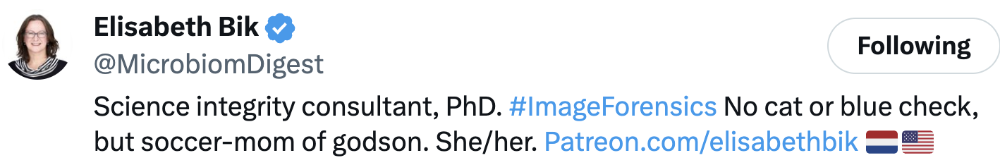 Elisabeth Bik
@MicrobiomDigest
Following
Science integrity consultant, PhD. #ImageForensics No cat or blue check,
but soccer-mom of godson. She/her. Patreon.com/elisabethbik 🇳🇱🇺🇸